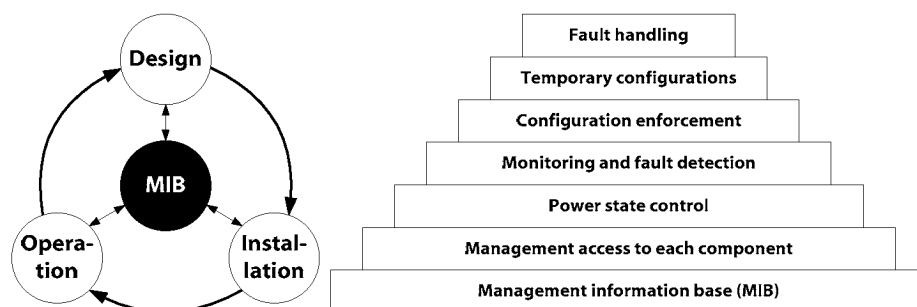 Design
MIB
Opera-
tion
Instal-
lation
Fault handling
Temporary configurations
Configuration enforcement
Monitoring and fault detection
Power state control
Management access to each component
Management information base (MIB)